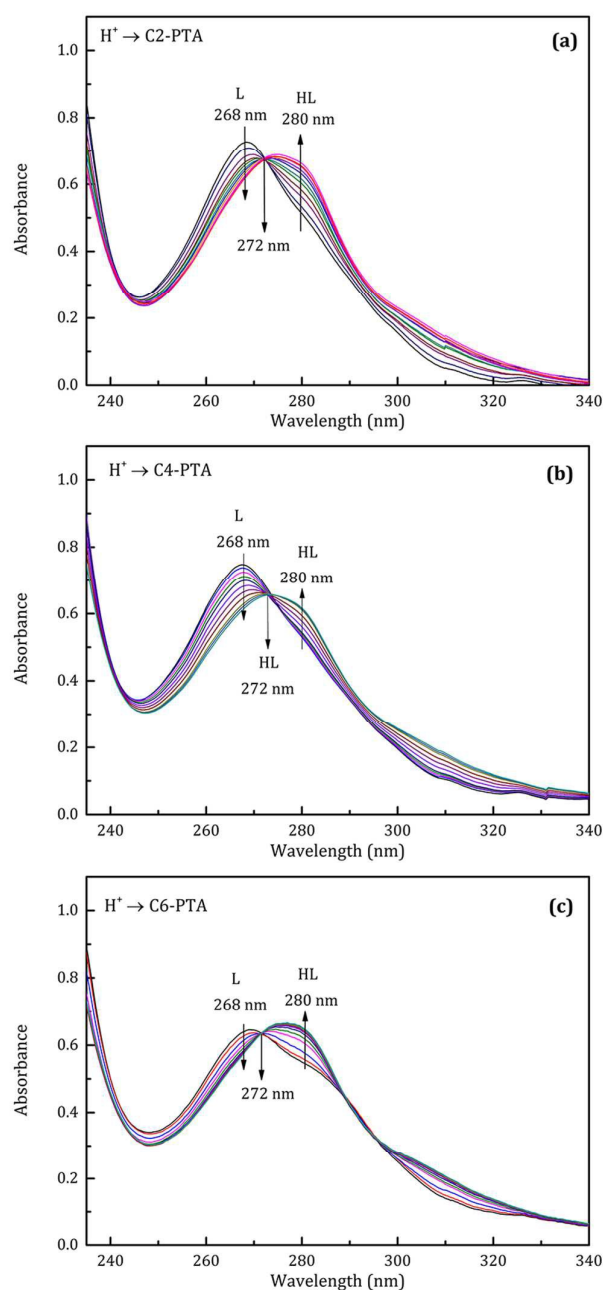 H⁺ → C2-PTA
(a)
L
268 nm
HL
280 nm
272 nm
Absorbance
1.0
0.8
0.6
0.4
0.2
0.0
240 260 280 300 320 340
Wavelength (nm)
H⁺ → C4-PTA
(b)
L
268 nm
HL
280 nm
HL
272 nm
Absorbance
1.0
0.8
0.6
0.4
0.2
0.0
240 260 280 300 320 340
Wavelength (nm)
H⁺ → C6-PTA
(c)
L
268 nm
HL
280 nm
272 nm
Absorbance
1.0
0.8
0.6
0.4
0.2
0.0
240 260 280 300 320 340
Wavelength (nm)